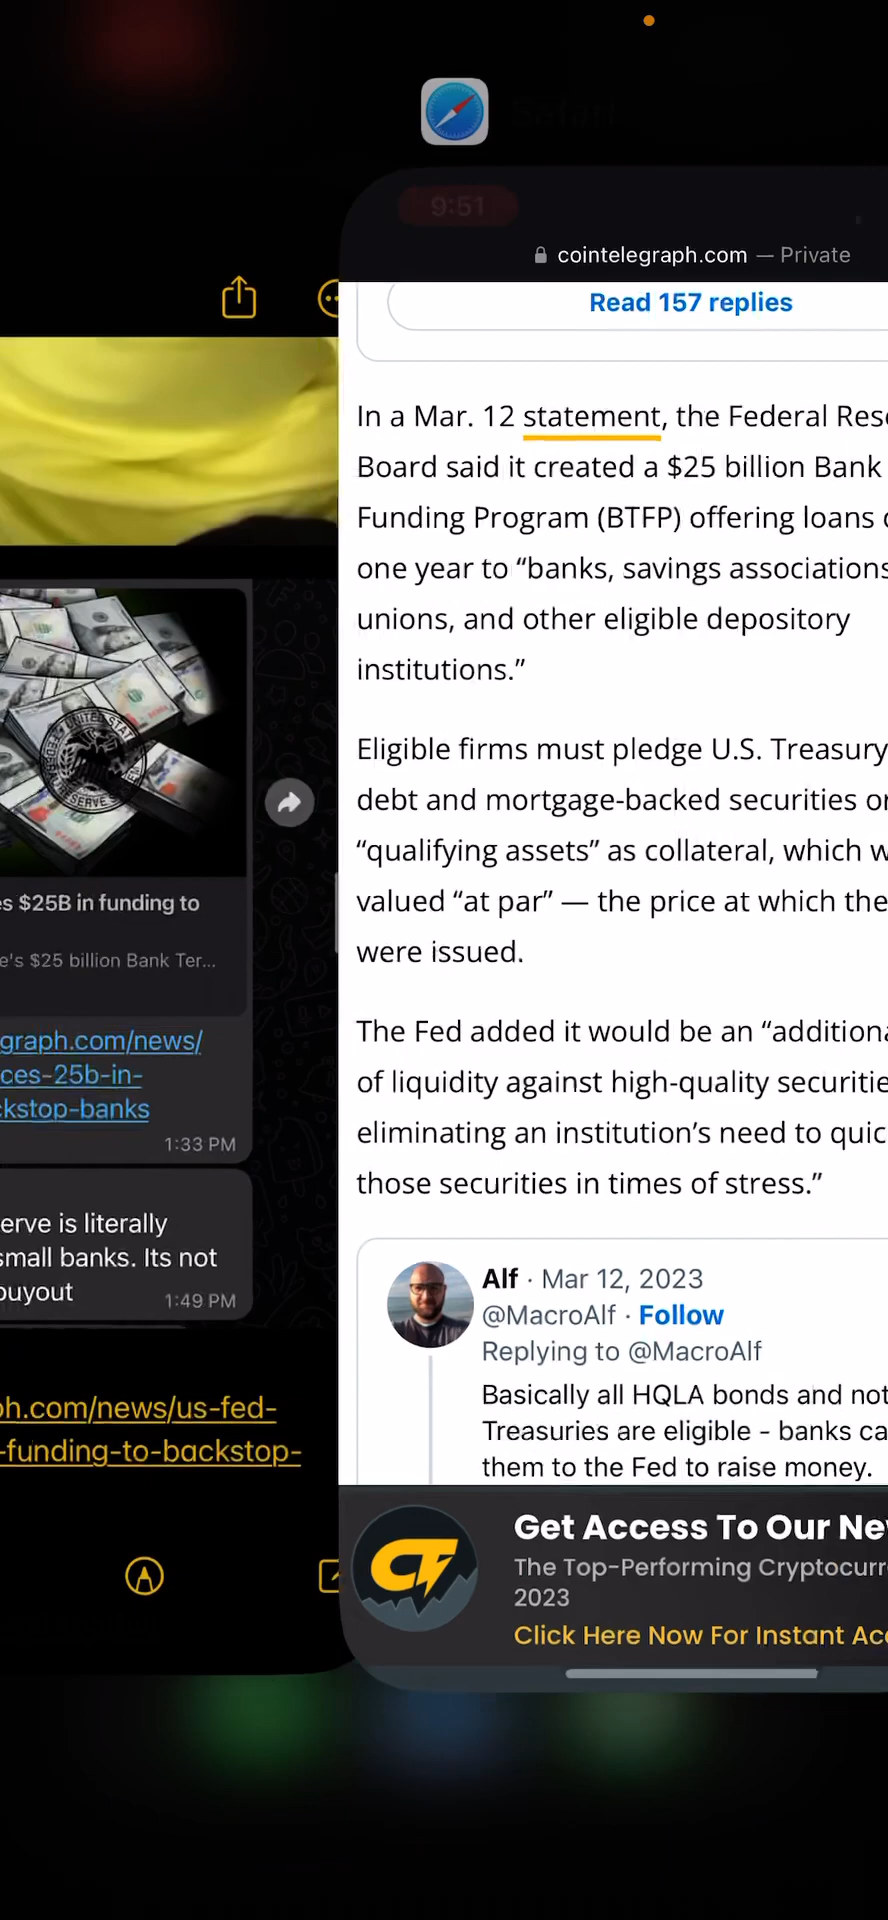 Safari
9:51
cointelegraph.com — Private
Read 157 replies
In a Mar. 12 statement, the Federal Rese
Board said it created a $25 billion Bank
Funding Program (BTFP) offering loans
one year to “banks, savings associations
unions, and other eligible depository
institutions.”
Eligible firms must pledge U.S. Treasury
debt and mortgage-backed securities or
“qualifying assets” as collateral, which w
valued “at par” — the price at which the
were issued.
The Fed added it would be an “additiona
of liquidity against high-quality securitie
eliminating an institution’s need to quic
those securities in times of stress.”
Alf · Mar 12, 2023
@MacroAlf · Follow
Replying to @MacroAlf
Basically all HQLA bonds and not
Treasuries are eligible - banks ca
them to the Fed to raise money.
Get Access To Our Ne
The Top-Performing Cryptocurr
2023
Click Here Now For Instant Acc
UNITED STA
FEDERAL RESERVE S
es $25B in funding to
e's $25 billion Bank Ter...
graph.com/news/
ces-25b-in-
ckstop-banks
1:33 PM
erve is literally
small banks. Its not
buyout
1:49 PM
ph.com/news/us-fed-
-funding-to-backstop-